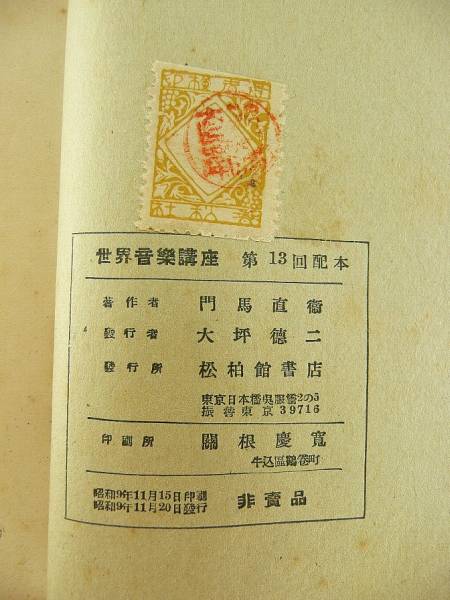 世界音樂講座 第13回配本
著作者 門馬直衞
發行者 大坪德二
發行所 松柏館書店
東京日本橋吳服橋2の5
振替東京39716
印刷所 關根慶寬
牛込區鶴卷町
昭和9年11月15日印刷
昭和9年11月20日發行
非賣品